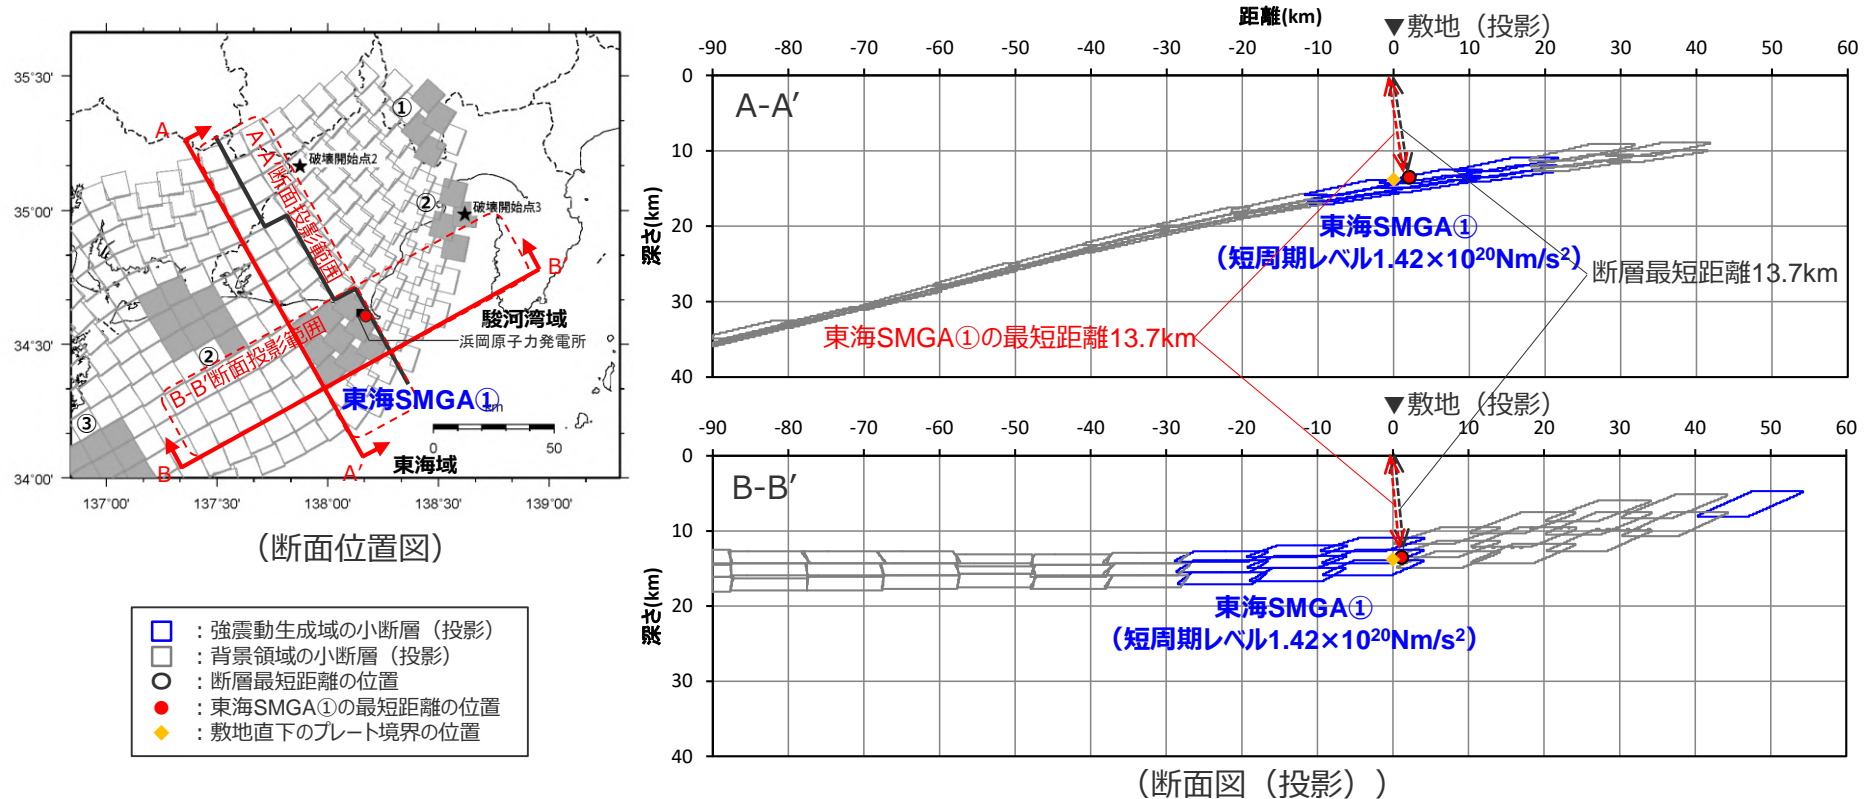 35°30'
35°00'
34°30'
34°00'
137°00'
137°30'
138°00'
138°30'
139°00'
A
A'
B
B'
①
②
②
③
破壊開始点2
破壊開始点3
A-A'断面投影範囲
B-B'断面投影範囲
駿河湾域
浜岡原子力発電所
東海SMGA①
km
0
50
東海域
（断面位置図）
：強震動生成域の小断層（投影）
：背景領域の小断層（投影）
：断層最短距離の位置
：東海SMGA①の最短距離の位置
：敷地直下のプレート境界の位置
距離(km)
▼敷地（投影）
-90 -80 -70 -60 -50 -40 -30 -20 -10 0 10 20 30 40 50 60
0
10
20
30
40
深さ(km)
A-A'
東海SMGA①
（短周期レベル1.42×10²⁰Nm/s²）
断層最短距離13.7km
東海SMGA①の最短距離13.7km
▼敷地（投影）
-90 -80 -70 -60 -50 -40 -30 -20 -10 0 10 20 30 40 50 60
0
10
20
30
40
深さ(km)
B-B'
東海SMGA①
（短周期レベル1.42×10²⁰Nm/s²）
（断面図（投影））